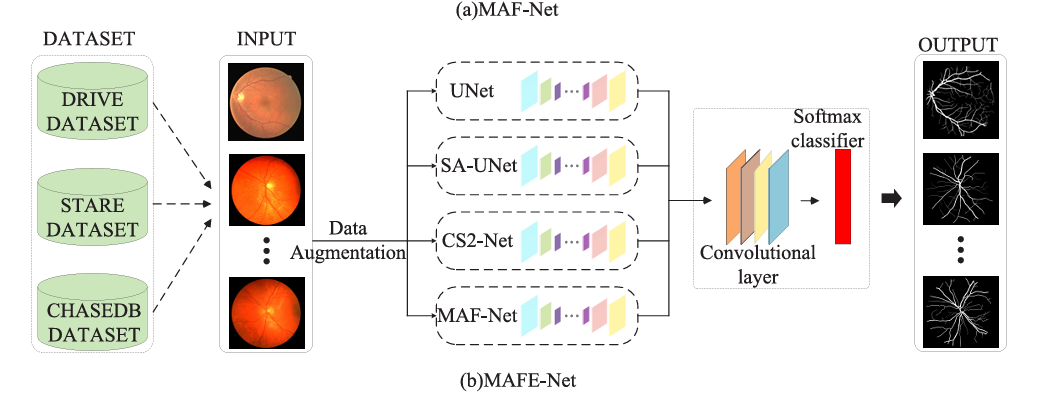 (a)MAF-Net
DATASET
INPUT
OUTPUT
DRIVE
DATASET
STARE
DATASET
CHASEDB
DATASET
Data
Augmentation
UNet
SA-UNet
CS2-Net
MAF-Net
Softmax
classifier
Convolutional
layer
(b)MAFE-Net